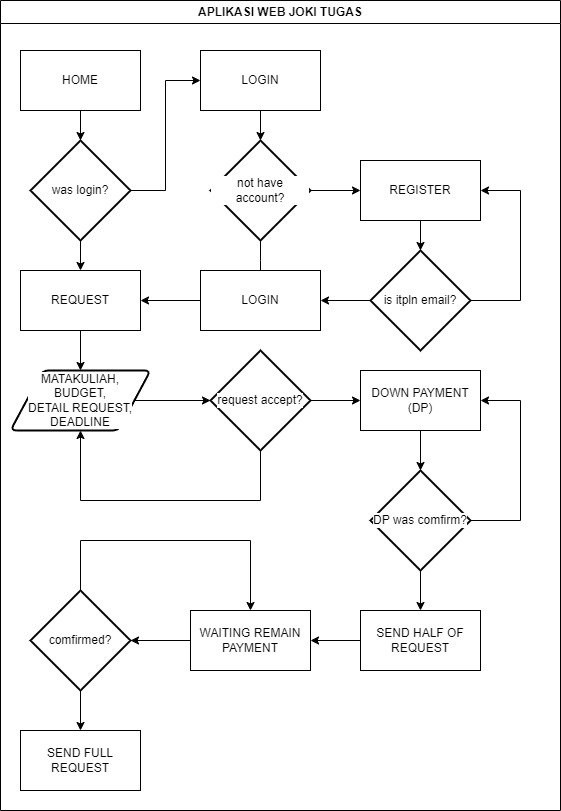 APLIKASI WEB JOKI TUGAS
HOME
LOGIN
was login?
not have
account?
REGISTER
REQUEST
LOGIN
is itpln email?
MATAKULIAH,
BUDGET,
DETAIL REQUEST,
DEADLINE
request accept?
DOWN PAYMENT
(DP)
DP was comfirm?
comfirmed?
WAITING REMAIN
PAYMENT
SEND HALF OF
REQUEST
SEND FULL
REQUEST